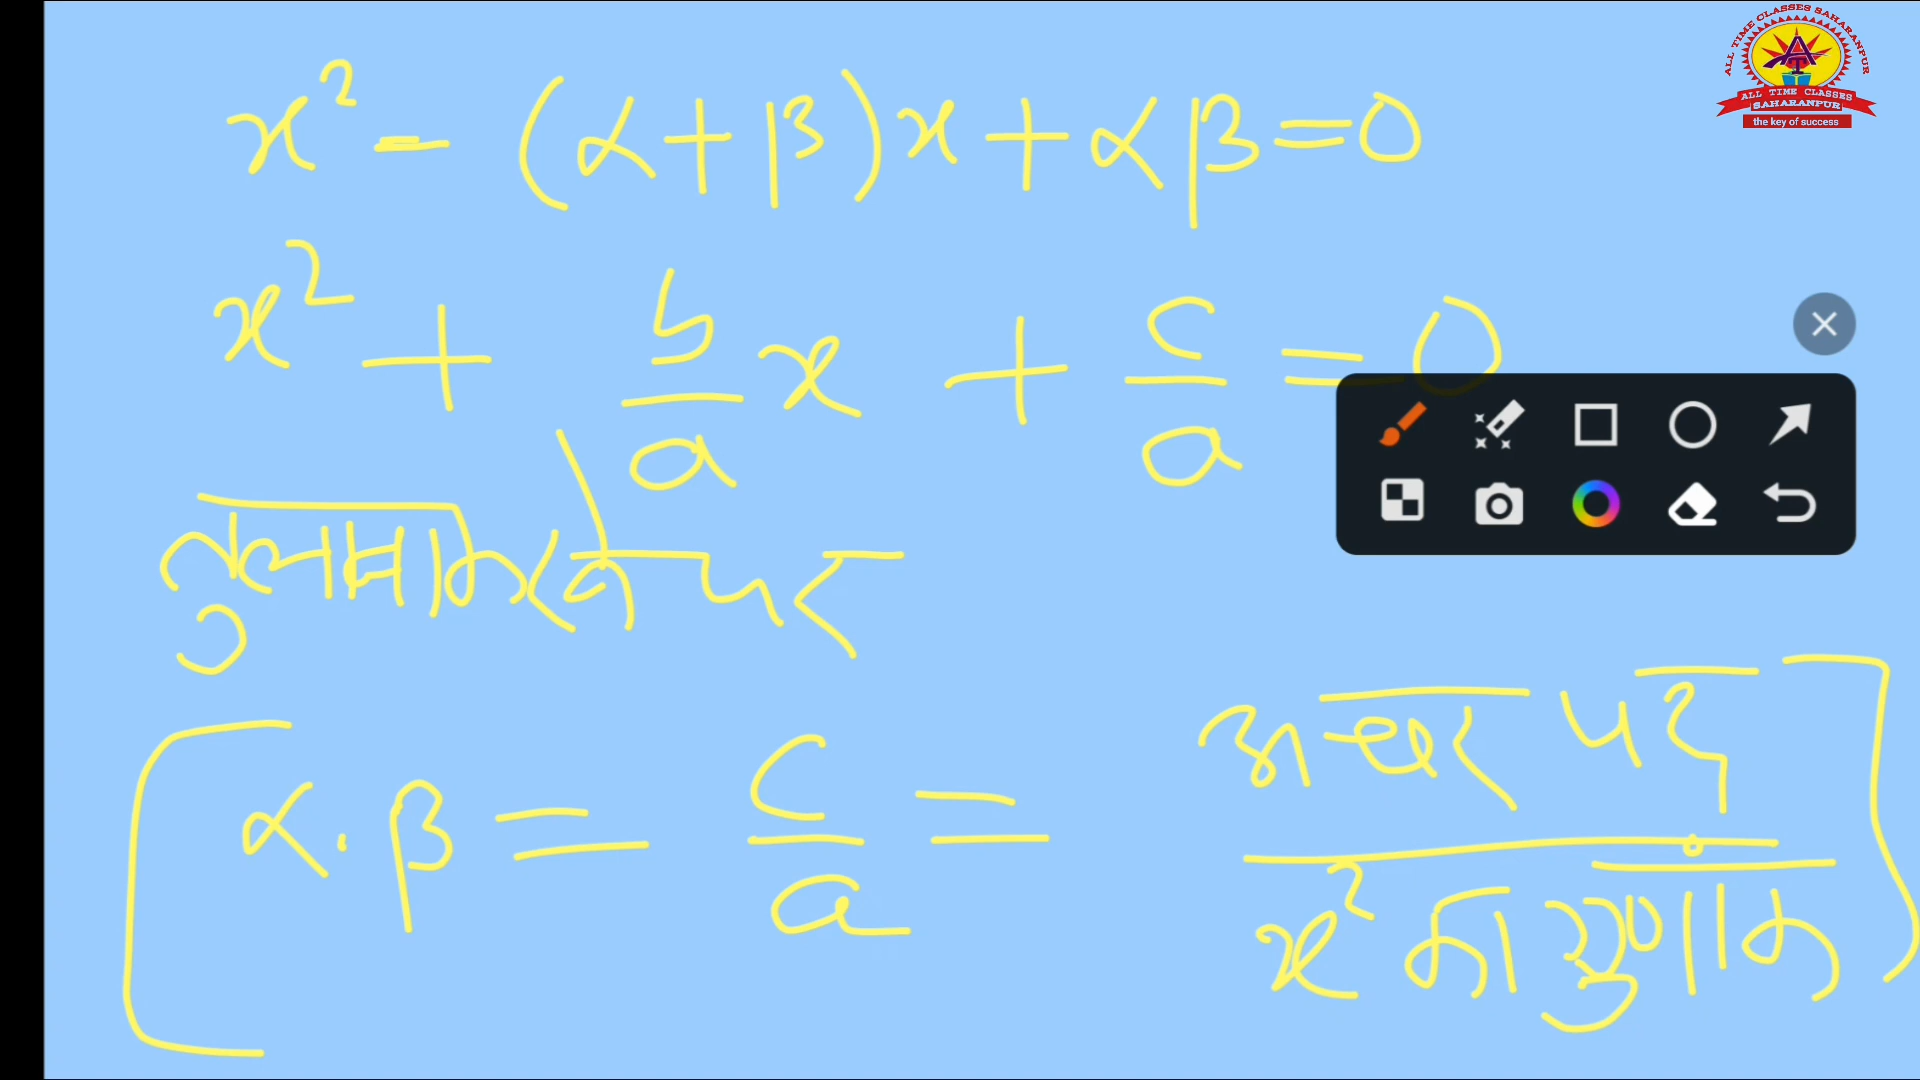 ALL TIME CLASSES SAHARANPUR
AT
ALL TIME CLASSES
SAHARANPUR
the key of success
x² - (α+β)x + αβ = 0
x² + b/a x + c/a = 0
तुलना करने पर
α.β = c/a = अचर पद / x² का गुणांक